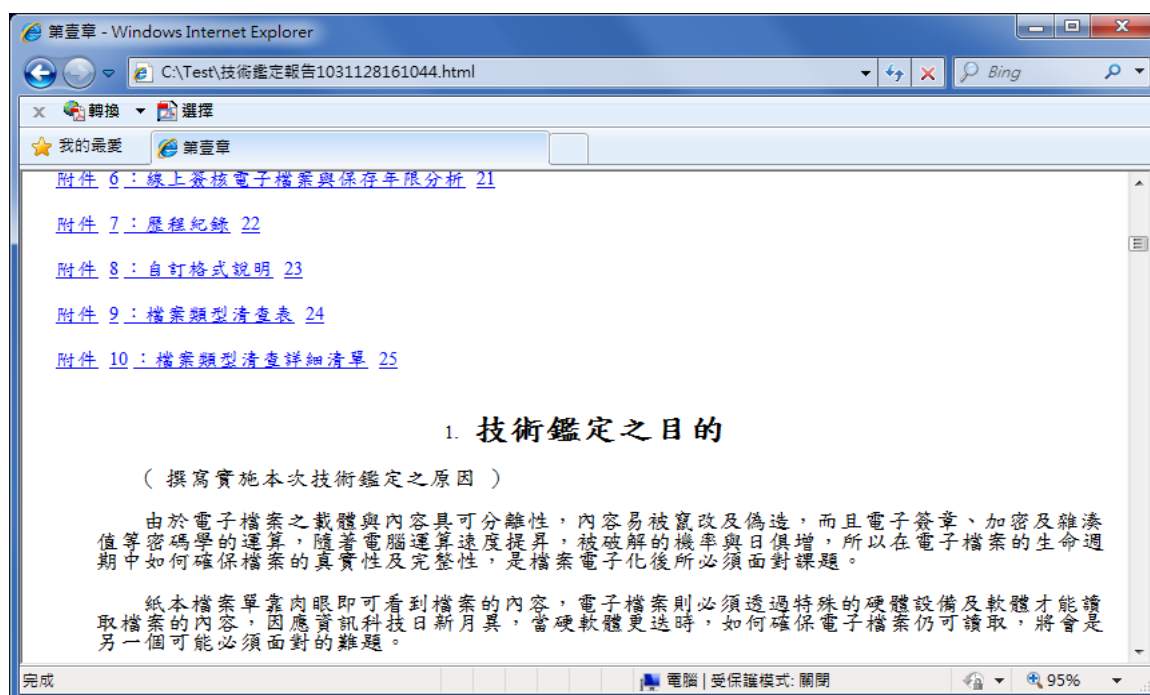 第壹章 - Windows Internet Explorer
C:\Test\技術鑑定報告1031128161044.html
Bing
x 轉換 選擇
我的最愛 第壹章
附件 6：線上簽核電子檔案與保存年限分析 21
附件 7：歷程紀錄 22
附件 8：自訂格式說明 23
附件 9：檔案類型清查表 24
附件 10：檔案類型清查詳細清單 25
1. 技術鑑定之目的
（ 撰寫實施本次技術鑑定之原因 ）
由於電子檔案之載體與內容具可分離性，內容易被竄改及偽造，而且電子簽章、加密及雜湊
值等密碼學的運算，隨著電腦運算速度提昇，被破解的機率與日俱增，所以在電子檔案的生命週
期中如何確保檔案的真實性及完整性，是檔案電子化後所必須面對課題。
紙本檔案單靠肉眼即可看到檔案的內容，電子檔案則必須透過特殊的硬體設備及軟體才能讀
取檔案的內容，因應資訊科技日新月異，當硬軟體更迭時，如何確保電子檔案仍可讀取，將會是
另一個可能必須面對的難題。
完成
電腦 | 受保護模式: 關閉
95%